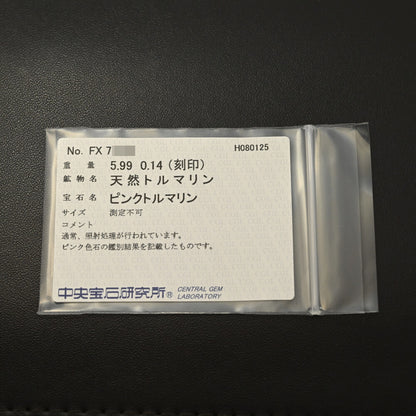 No. FX 7
H080125
重量 5.99 0.14 (刻印)
鉱物名 天然トルマリン
宝石名 ピンクトルマリン
サイズ 測定不可
コメント
通常、照射処理が行われています。
ピンク色石の鑑別結果を記載したものです。
中央宝石研究所® CENTRAL GEM
LABORATORY